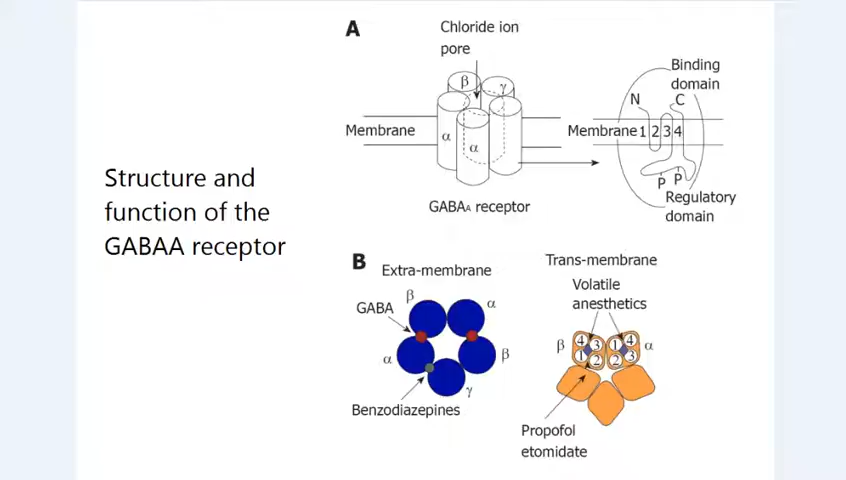 Structure and
function of the
GABAA receptor
A
Chloride ion
pore
β
γ
α
α
Membrane
GABAA receptor
Binding
domain
N
C
Membrane 1 2 3 4
P P
Regulatory
domain
B
Extra-membrane
β
α
GABA
α
β
γ
Benzodiazepines
Trans-membrane
Volatile
anesthetics
β
4 3
1 2
1 4
2 3
α
Propofol
etomidate